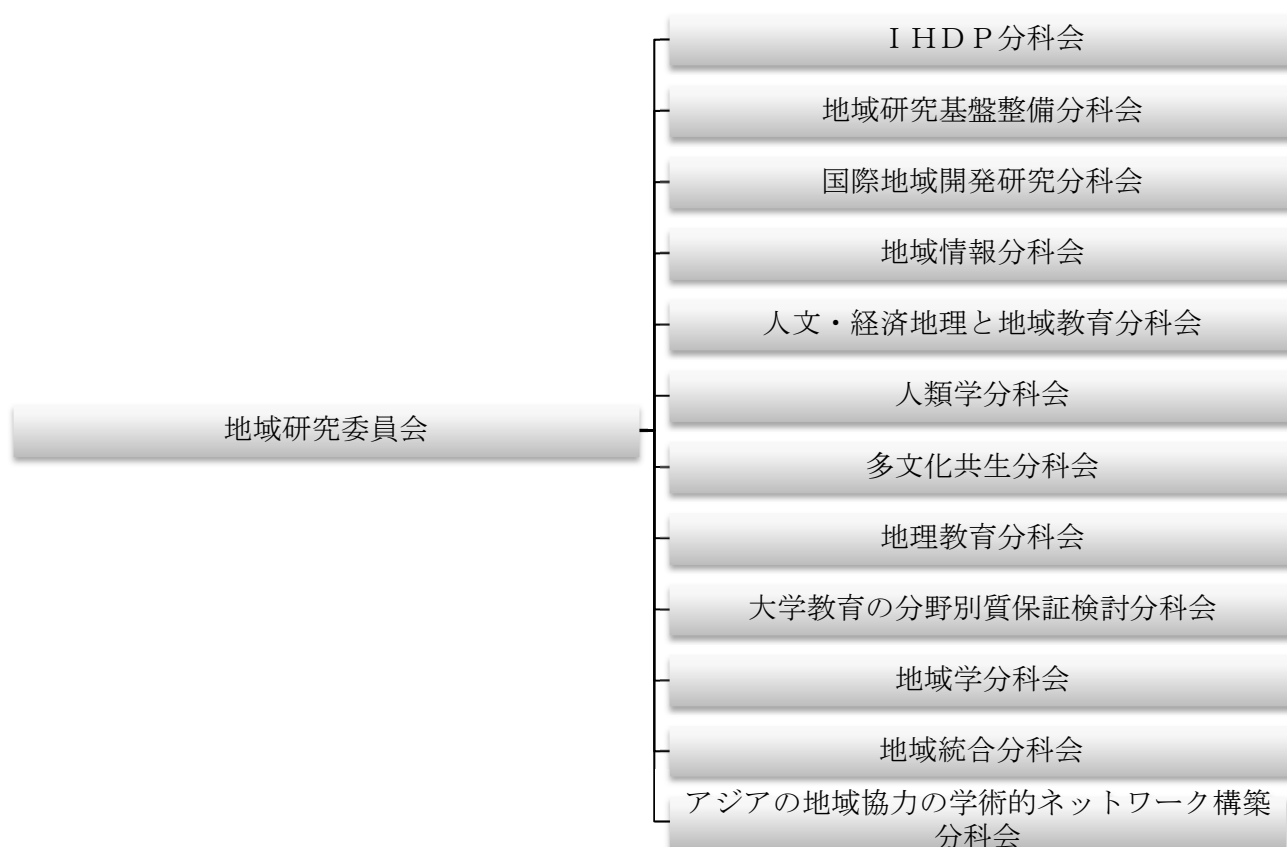 ＩＨＤＰ分科会
地域研究基盤整備分科会
国際地域開発研究分科会
地域情報分科会
人文・経済地理と地域教育分科会
人類学分科会
地域研究委員会
多文化共生分科会
地理教育分科会
大学教育の分野別質保証検討分科会
地域学分科会
地域統合分科会
アジアの地域協力の学術的ネットワーク構築
分科会